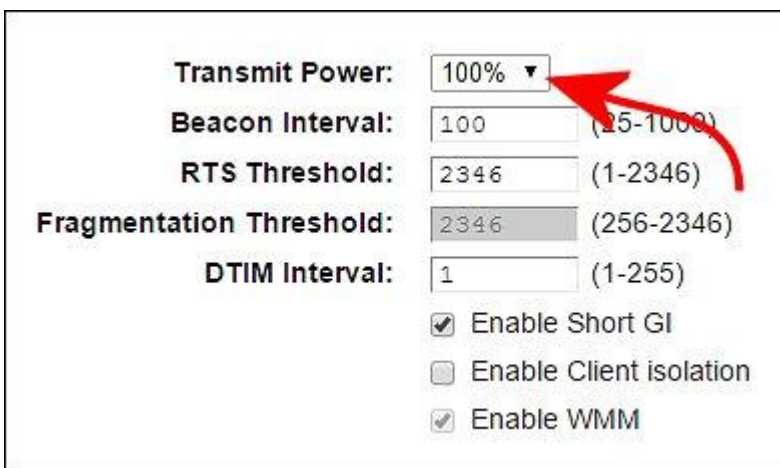 Transmit Power: 100%
Beacon Interval: 100 (25-1000)
RTS Threshold: 2346 (1-2346)
Fragmentation Threshold: 2346 (256-2346)
DTIM Interval: 1 (1-255)
Enable Short GI
Enable Client isolation
Enable WMM